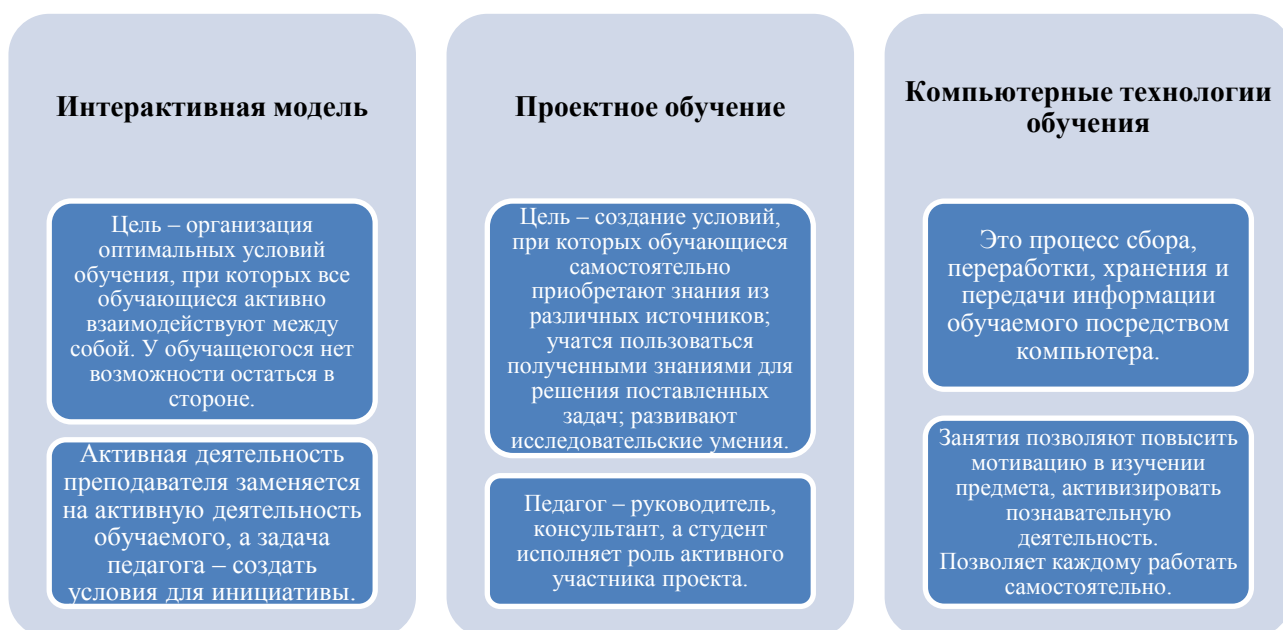 Интерактивная модель
Цель – организация
оптимальных условий
обучения, при которых все
обучающиеся активно
взаимодействуют между
собой. У обучащеюгося нет
возможности остаться в
стороне.
Активная деятельность
преподавателя заменяется
на активную деятельность
обучаемого, а задача
педагога – создать
условия для инициативы.
Проектное обучение
Цель – создание условий,
при которых обучающиеся
самостоятельно
приобретают знания из
различных источников;
учатся пользоваться
полученными знаниями для
решения поставленных
задач; развивают
исследовательские умения.
Педагог – руководитель,
консультант, а студент
исполняет роль активного
участника проекта.
Компьютерные технологии
обучения
Это процесс сбора,
переработки, хранения и
передачи информации
обучаемого посредством
компьютера.
Занятия позволяют повысить
мотивацию в изучении
предмета, активизировать
познавательную
деятельность.
Позволяет каждому работать
самостоятельно.